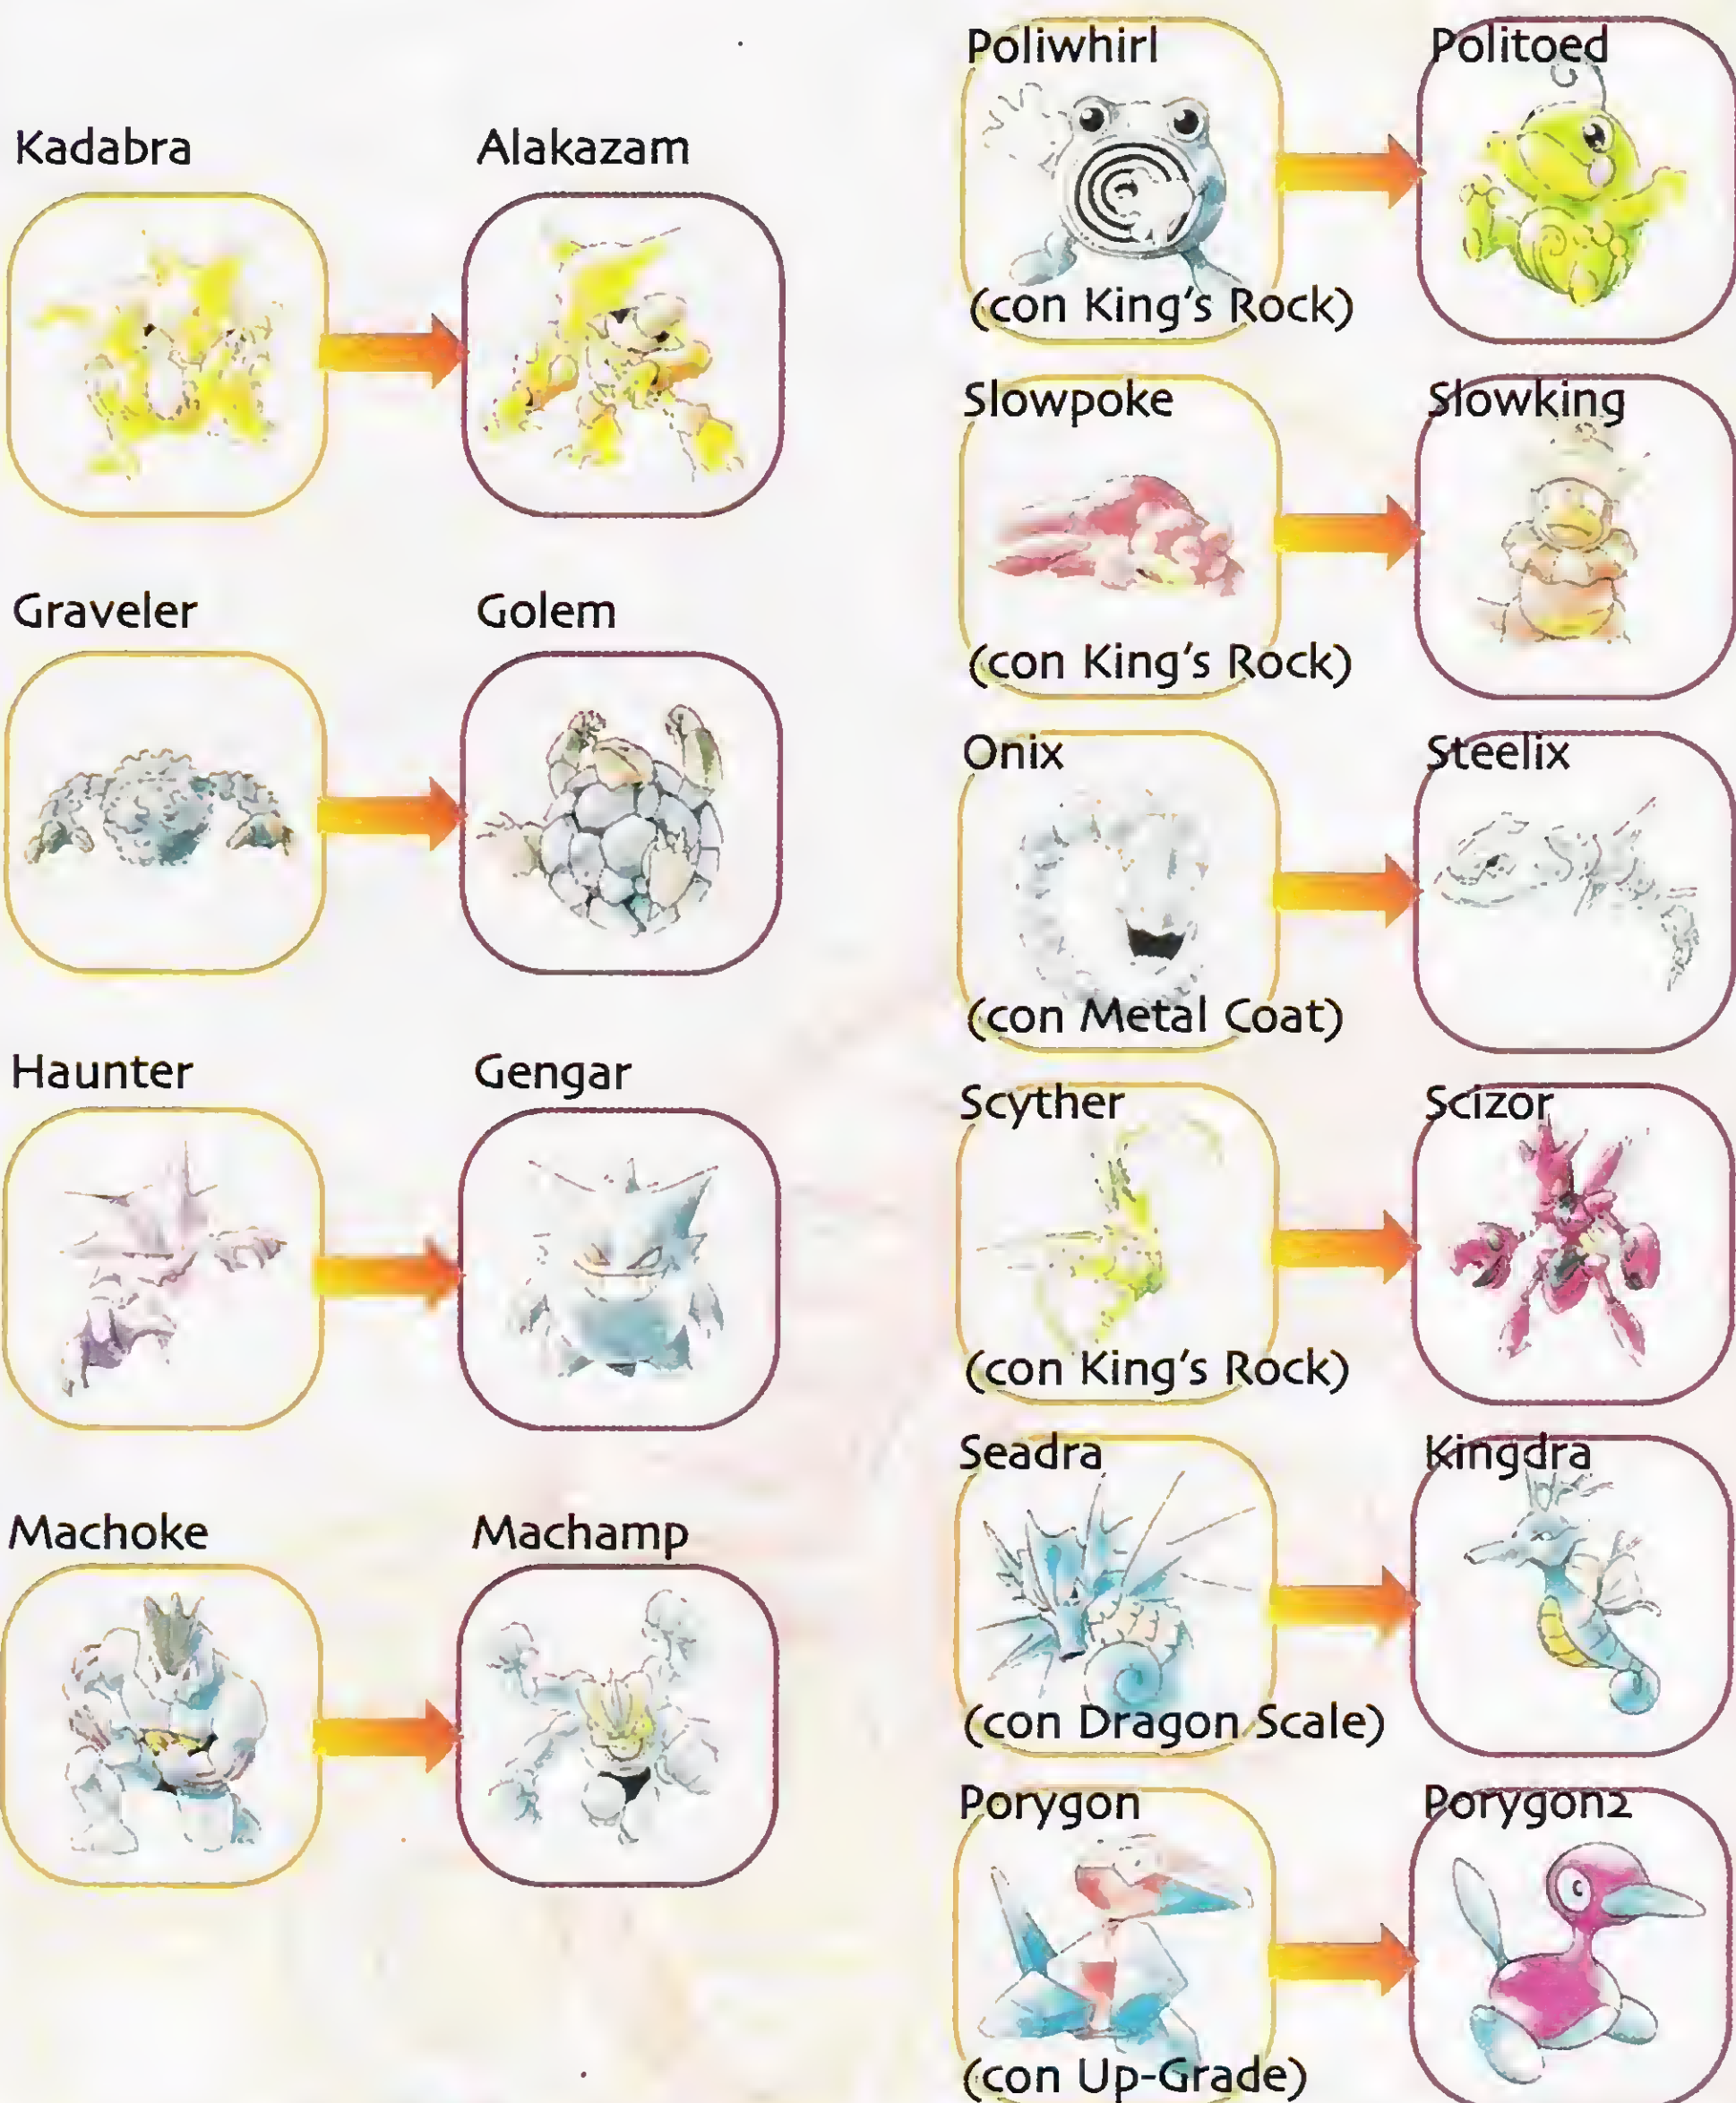 Kadabra
Alakazam
Graveler
Golem
Haunter
Gengar
Machoke
Machamp
Poliwhirl
Politoed
(con King's Rock)
Slowpoke
Slowking
(con King's Rock)
Onix
Steelix
(con Metal Coat)
Scyther
Scizor
(con King's Rock)
Seadra
Kingdra
(con Dragon Scale)
Porygon
Porygon2
(con Up-Grade)